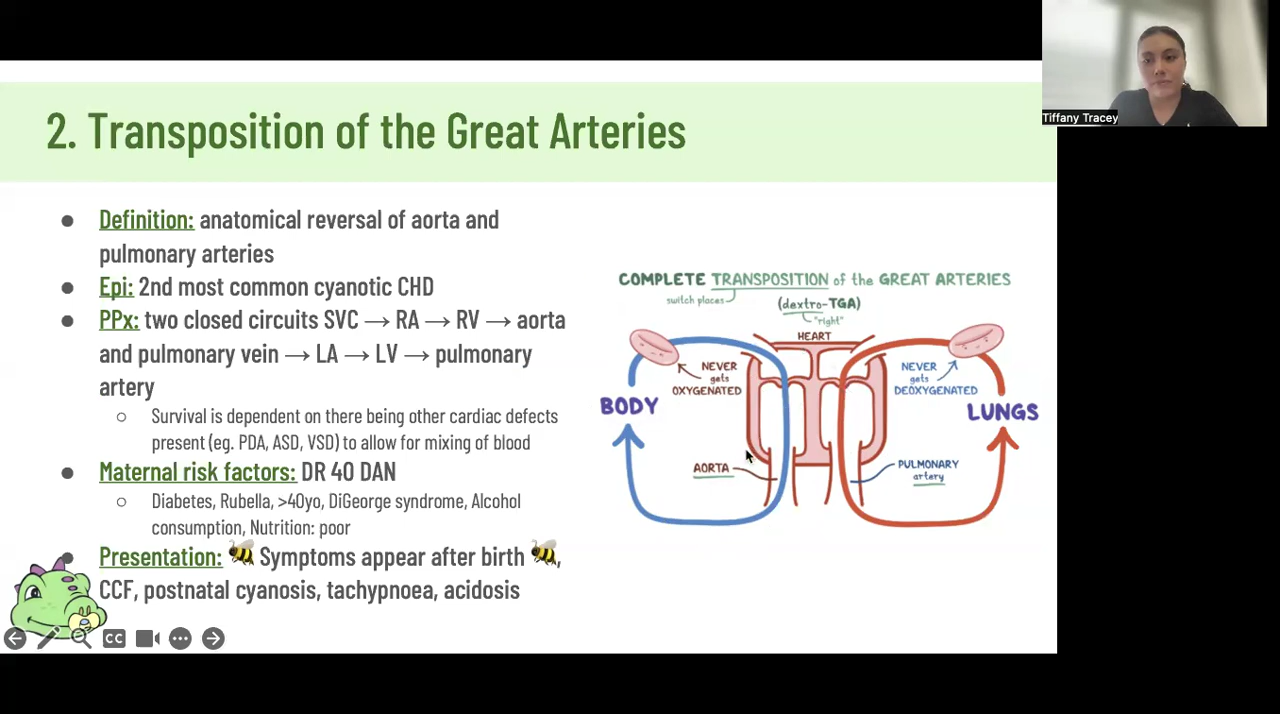 Tiffany Tracey
2. Transposition of the Great Arteries
● Definition: anatomical reversal of aorta and
pulmonary arteries
● Epi: 2nd most common cyanotic CHD
● PPx: two closed circuits SVC → RA → RV → aorta
and pulmonary vein → LA → LV → pulmonary
artery
○ Survival is dependent on there being other cardiac defects
present (eg. PDA, ASD, VSD) to allow for mixing of blood
● Maternal risk factors: DR 40 DAN
○ Diabetes, Rubella, >40yo, DiGeorge syndrome, Alcohol
consumption, Nutrition: poor
● Presentation: 🐝 Symptoms appear after birth 🐝,
CCF, postnatal cyanosis, tachypnoea, acidosis
COMPLETE TRANSPOSITION of the GREAT ARTERIES
switch places
(dextro-TGA)
"right"
HEART
NEVER
gets
OXYGENATED
NEVER
gets
DEOXYGENATED
BODY
LUNGS
AORTA
PULMONARY
artery
CC